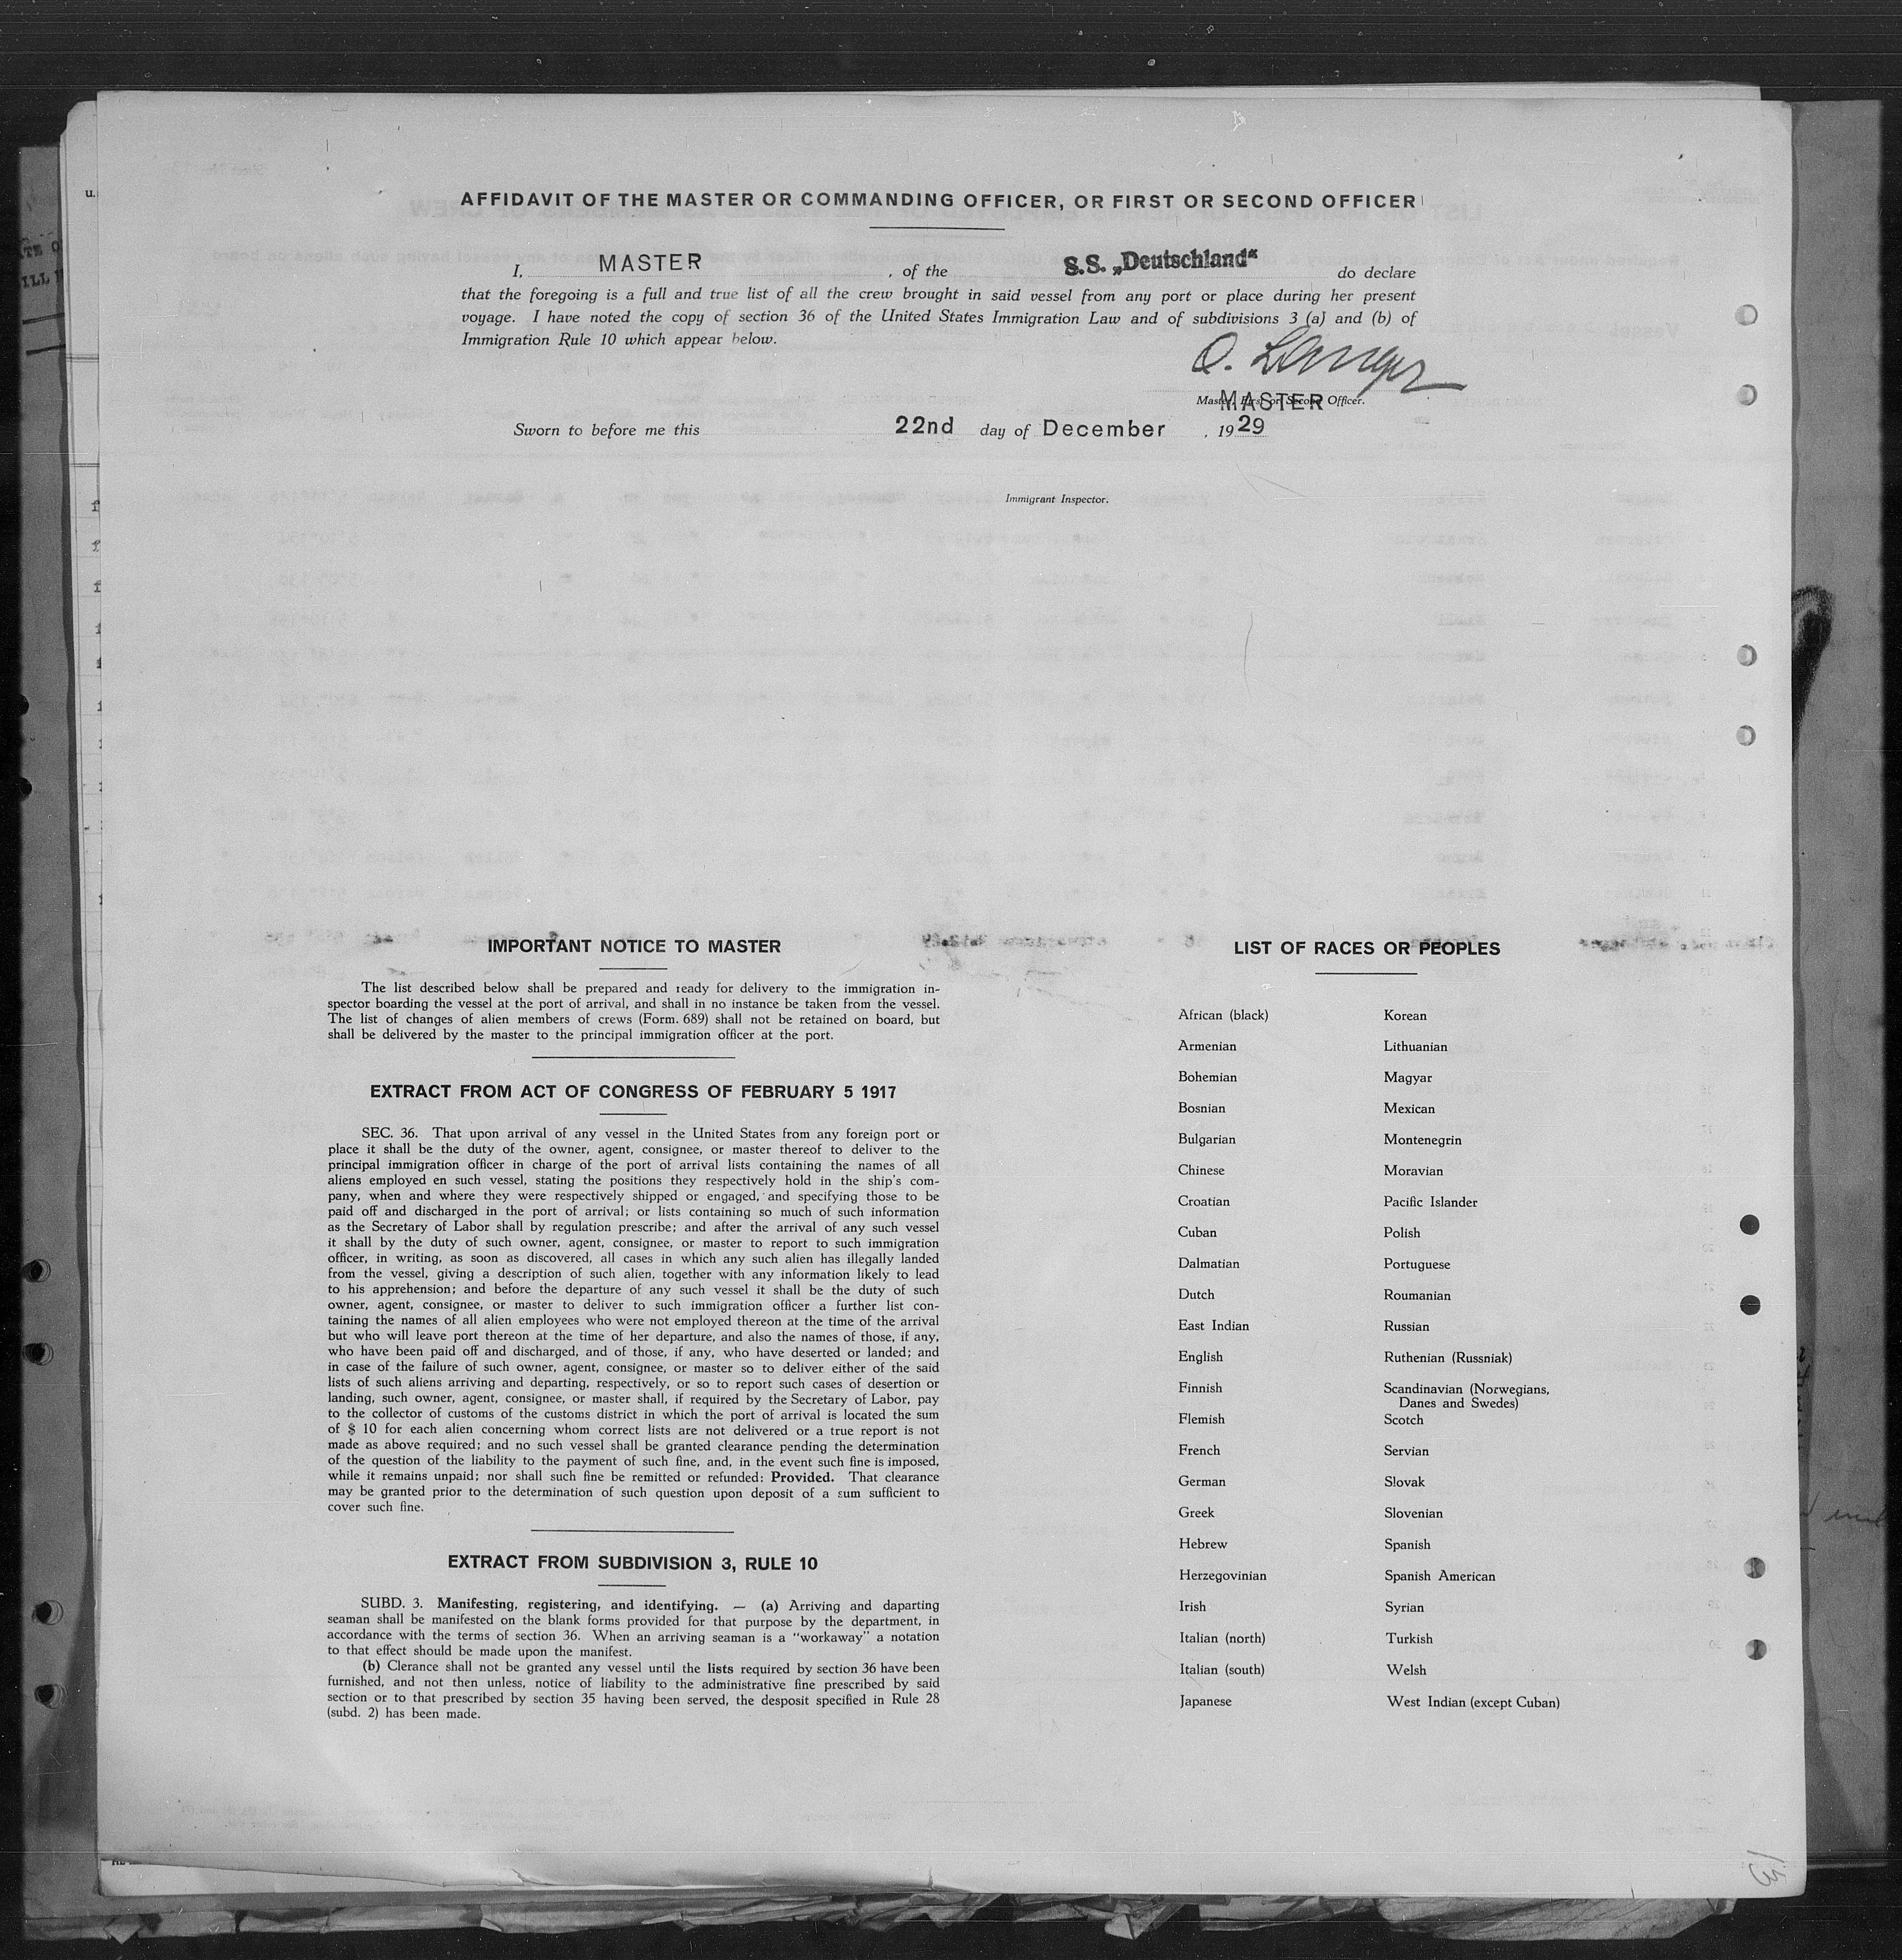 AFFIDAVIT OF THE MASTER OR COMMANDING OFFICER, OR FIRST OR SECOND OFFICER
I, MASTER , of the S.S. „Deutschland“ do declare
that the foregoing is a full and true list of all the crew brought in said vessel from any port or place during her present
voyage. I have noted the copy of section 36 of the United States Immigration Law and of subdivisions 3 (a) and (b) of
Immigration Rule 10 which appear below.
Master, First or Second Officer.
MASTER
Sworn to before me this 22nd day of December , 1929
Immigrant Inspector.
IMPORTANT NOTICE TO MASTER
The list described below shall be prepared and ready for delivery to the immigration in-
spector boarding the vessel at the port of arrival, and shall in no instance be taken from the vessel.
The list of changes of alien members of crews (Form. 689) shall not be retained on board, but
shall be delivered by the master to the principal immigration officer at the port.
EXTRACT FROM ACT OF CONGRESS OF FEBRUARY 5 1917
SEC. 36. That upon arrival of any vessel in the United States from any foreign port or
place it shall be the duty of the owner, agent, consignee, or master thereof to deliver to the
principal immigration officer in charge of the port of arrival lists containing the names of all
aliens employed en such vessel, stating the positions they respectively hold in the ship's com-
pany, when and where they were respectively shipped or engaged, and specifying those to be
paid off and discharged in the port of arrival; or lists containing so much of such information
as the Secretary of Labor shall by regulation prescribe; and after the arrival of any such vessel
it shall by the duty of such owner, agent, consignee, or master to report to such immigration
officer, in writing, as soon as discovered, all cases in which any such alien has illegally landed
from the vessel, giving a description of such alien, together with any information likely to lead
to his apprehension; and before the departure of any such vessel it shall be the duty of such
owner, agent, consignee, or master to deliver to such immigration officer a further list con-
taining the names of all alien employees who were not employed thereon at the time of the arrival
but who will leave port thereon at the time of her departure, and also the names of those, if any,
who have been paid off and discharged, and of those, if any, who have deserted or landed; and
in case of the failure of such owner, agent, consignee, or master so to deliver either of the said
lists of such aliens arriving and departing, respectively, or so to report such cases of desertion or
landing, such owner, agent, consignee, or master shall, if required by the Secretary of Labor, pay
to the collector of customs of the customs district in which the port of arrival is located the sum
of $ 10 for each alien concerning whom correct lists are not delivered or a true report is not
made as above required; and no such vessel shall be granted clearance pending the determination
of the question of the liability to the payment of such fine, and, in the event such fine is imposed,
while it remains unpaid; nor shall such fine be remitted or refunded: Provided. That clearance
may be granted prior to the determination of such question upon deposit of a sum sufficient to
cover such fine.
EXTRACT FROM SUBDIVISION 3, RULE 10
SUBD. 3. Manifesting, registering, and identifying. — (a) Arriving and daparting
seaman shall be manifested on the blank forms provided for that purpose by the department, in
accordance with the terms of section 36. When an arriving seaman is a "workaway" a notation
to that effect should be made upon the manifest.
(b) Clerance shall not be granted any vessel until the lists required by section 36 have been
furnished, and not then unless, notice of liability to the administrative fine prescribed by said
section or to that prescribed by section 35 having been served, the desposit specified in Rule 28
(subd. 2) has been made.
LIST OF RACES OR PEOPLES
African (black)
Armenian
Bohemian
Bosnian
Bulgarian
Chinese
Croatian
Cuban
Dalmatian
Dutch
East Indian
English
Finnish
Flemish
French
German
Greek
Hebrew
Herzegovinian
Irish
Italian (north)
Italian (south)
Japanese
Korean
Lithuanian
Magyar
Mexican
Montenegrin
Moravian
Pacific Islander
Polish
Portuguese
Roumanian
Russian
Ruthenian (Russniak)
Scandinavian (Norwegians,
Danes and Swedes)
Scotch
Servian
Slovak
Slovenian
Spanish
Spanish American
Syrian
Turkish
Welsh
West Indian (except Cuban)